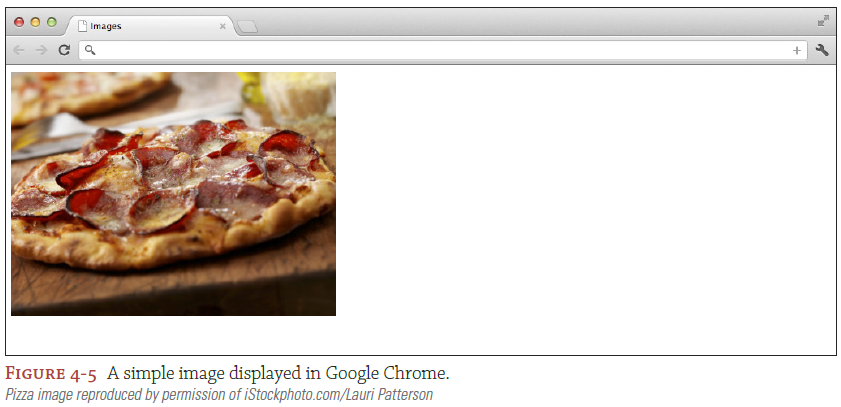 Images
FIGURE 4-5 A simple image displayed in Google Chrome.
Pizza image reproduced by permission of iStockphoto.com/Lauri Patterson